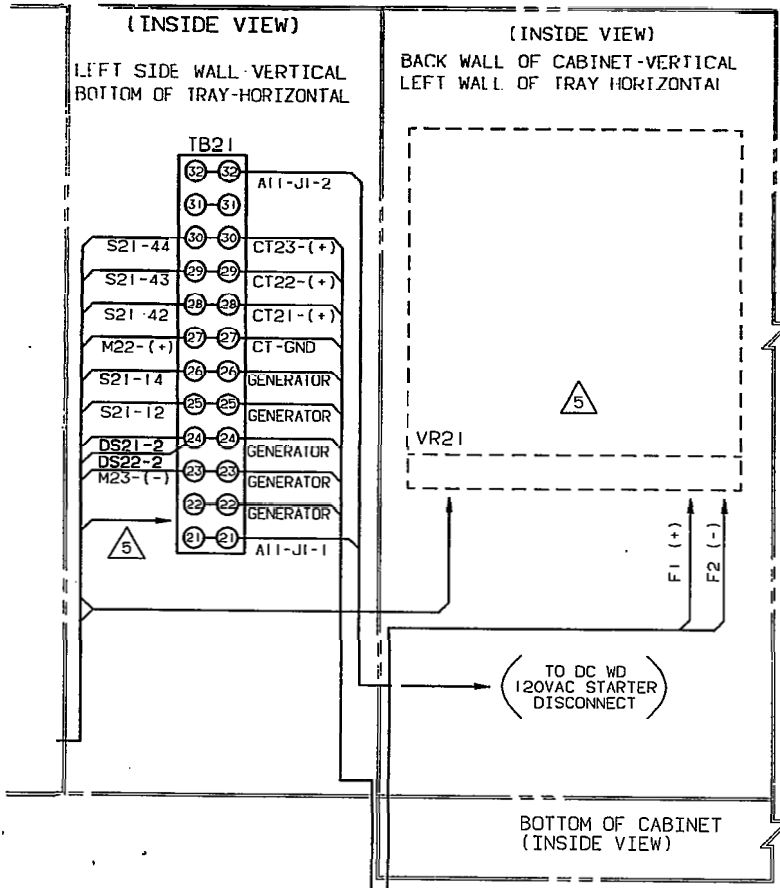 (INSIDE VIEW)
LEFT SIDE WALL-VERTICAL
BOTTOM OF TRAY-HORIZONTAL
(INSIDE VIEW)
BACK WALL OF CABINET-VERTICAL
LEFT WALL OF TRAY HORIZONTAL
TB21
32 32 A11-J1-2
31 31
S21-44 30 30 CT23-(+)
S21-43 29 29 CT22-(+)
S21-42 28 28 CT21-(+)
M22-(+) 27 27 CT-GND
S21-14 26 26 GENERATOR
S21-12 25 25 GENERATOR
24 24 GENERATOR
DS21-2
DS22-2
M23-(-) 23 23 GENERATOR
22 22 GENERATOR
21 21 A11-J1-1
5
5
VR21
F1 (+)
F2 (-)
TO DC WD
120VAC STARTER
DISCONNECT
BOTTOM OF CABINET
(INSIDE VIEW)